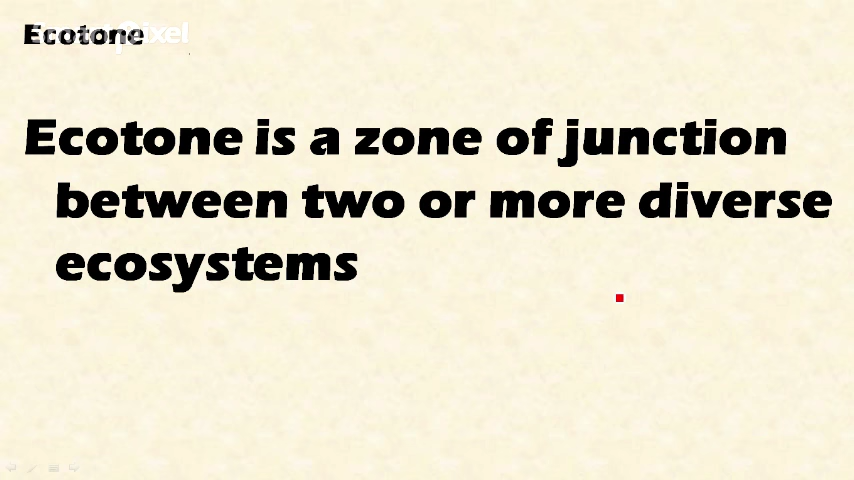 Ecotone
Ecotone is a zone of junction
between two or more diverse
ecosystems